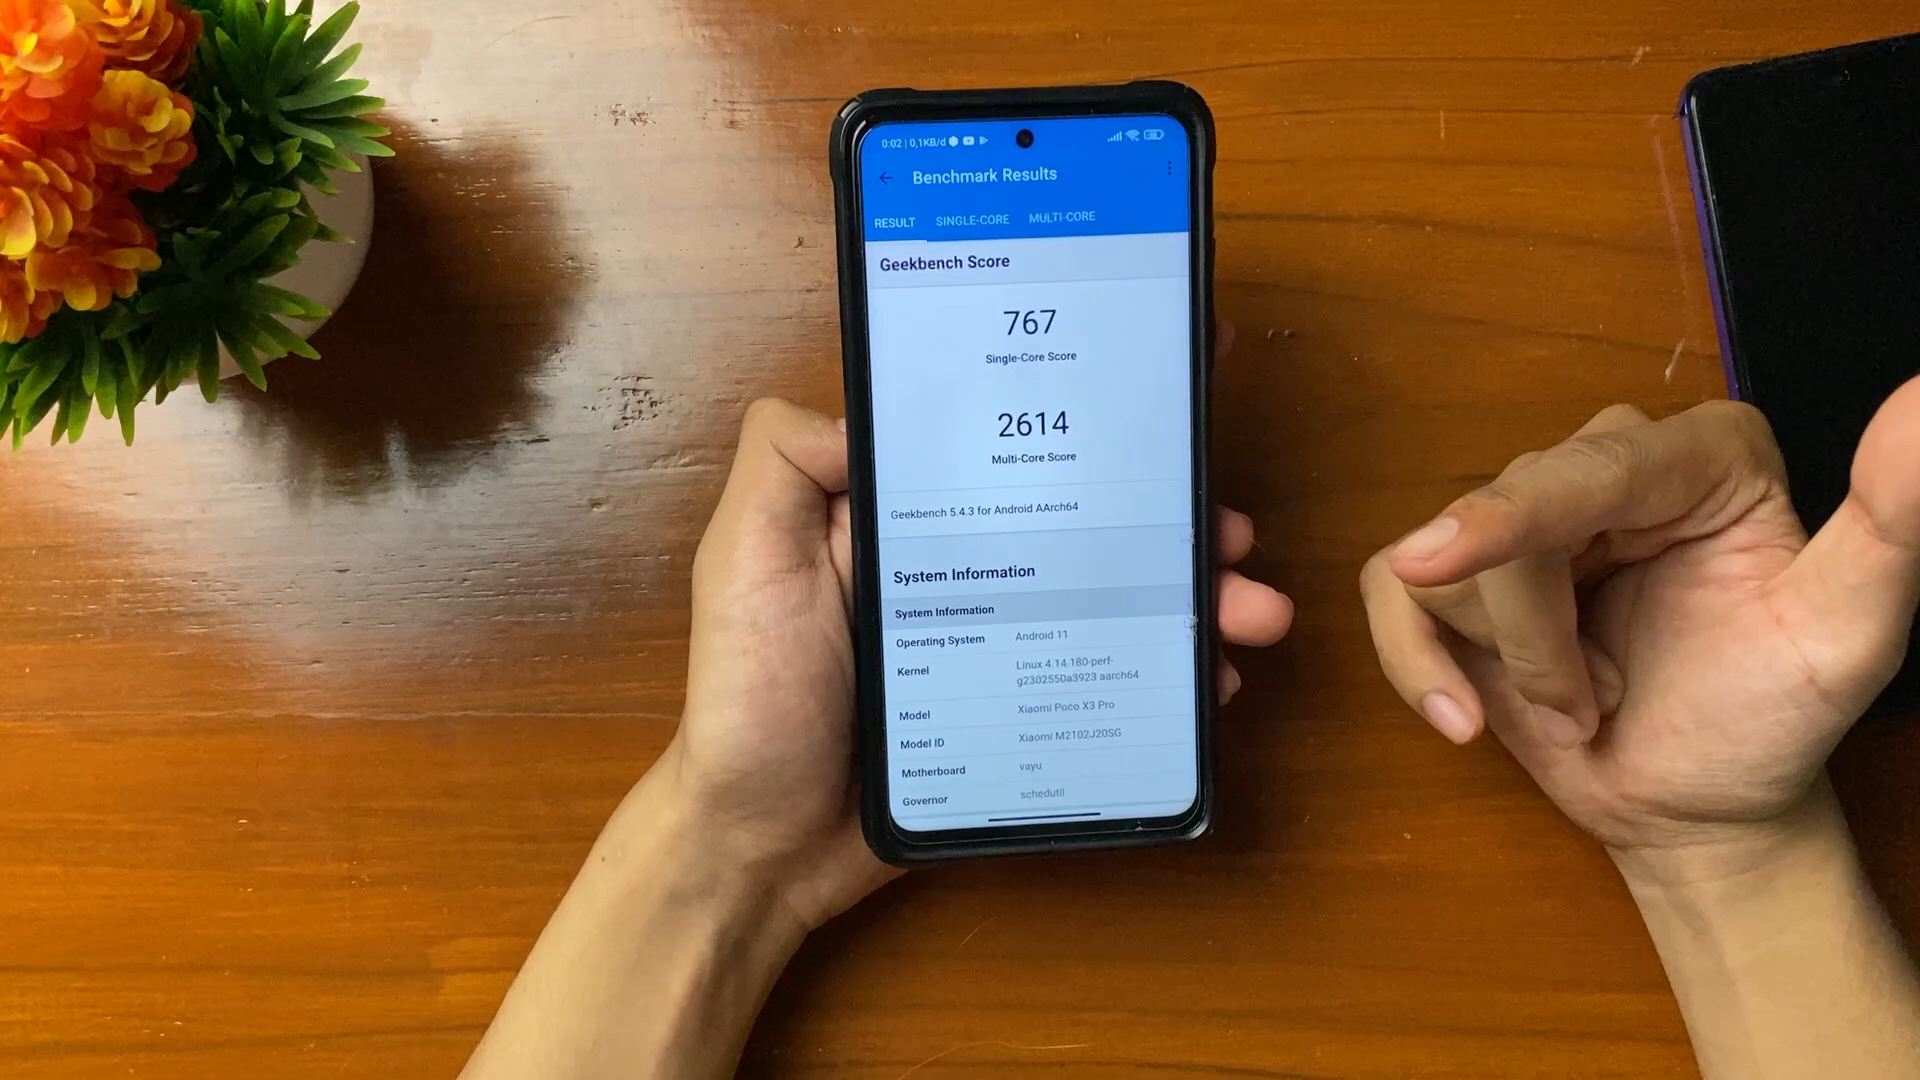 0:02 | 0,1KB/d
Benchmark Results
RESULT SINGLE-CORE MULTI-CORE
Geekbench Score
767
Single-Core Score
2614
Multi-Core Score
Geekbench 5.4.3 for Android AArch64
System Information
System Information
Operating System Android 11
Kernel Linux 4.14.180-perf-
g2302550a3923 aarch64
Model Xiaomi Poco X3 Pro
Model ID Xiaomi M2102J20SG
Motherboard vayu
Governor schedutil